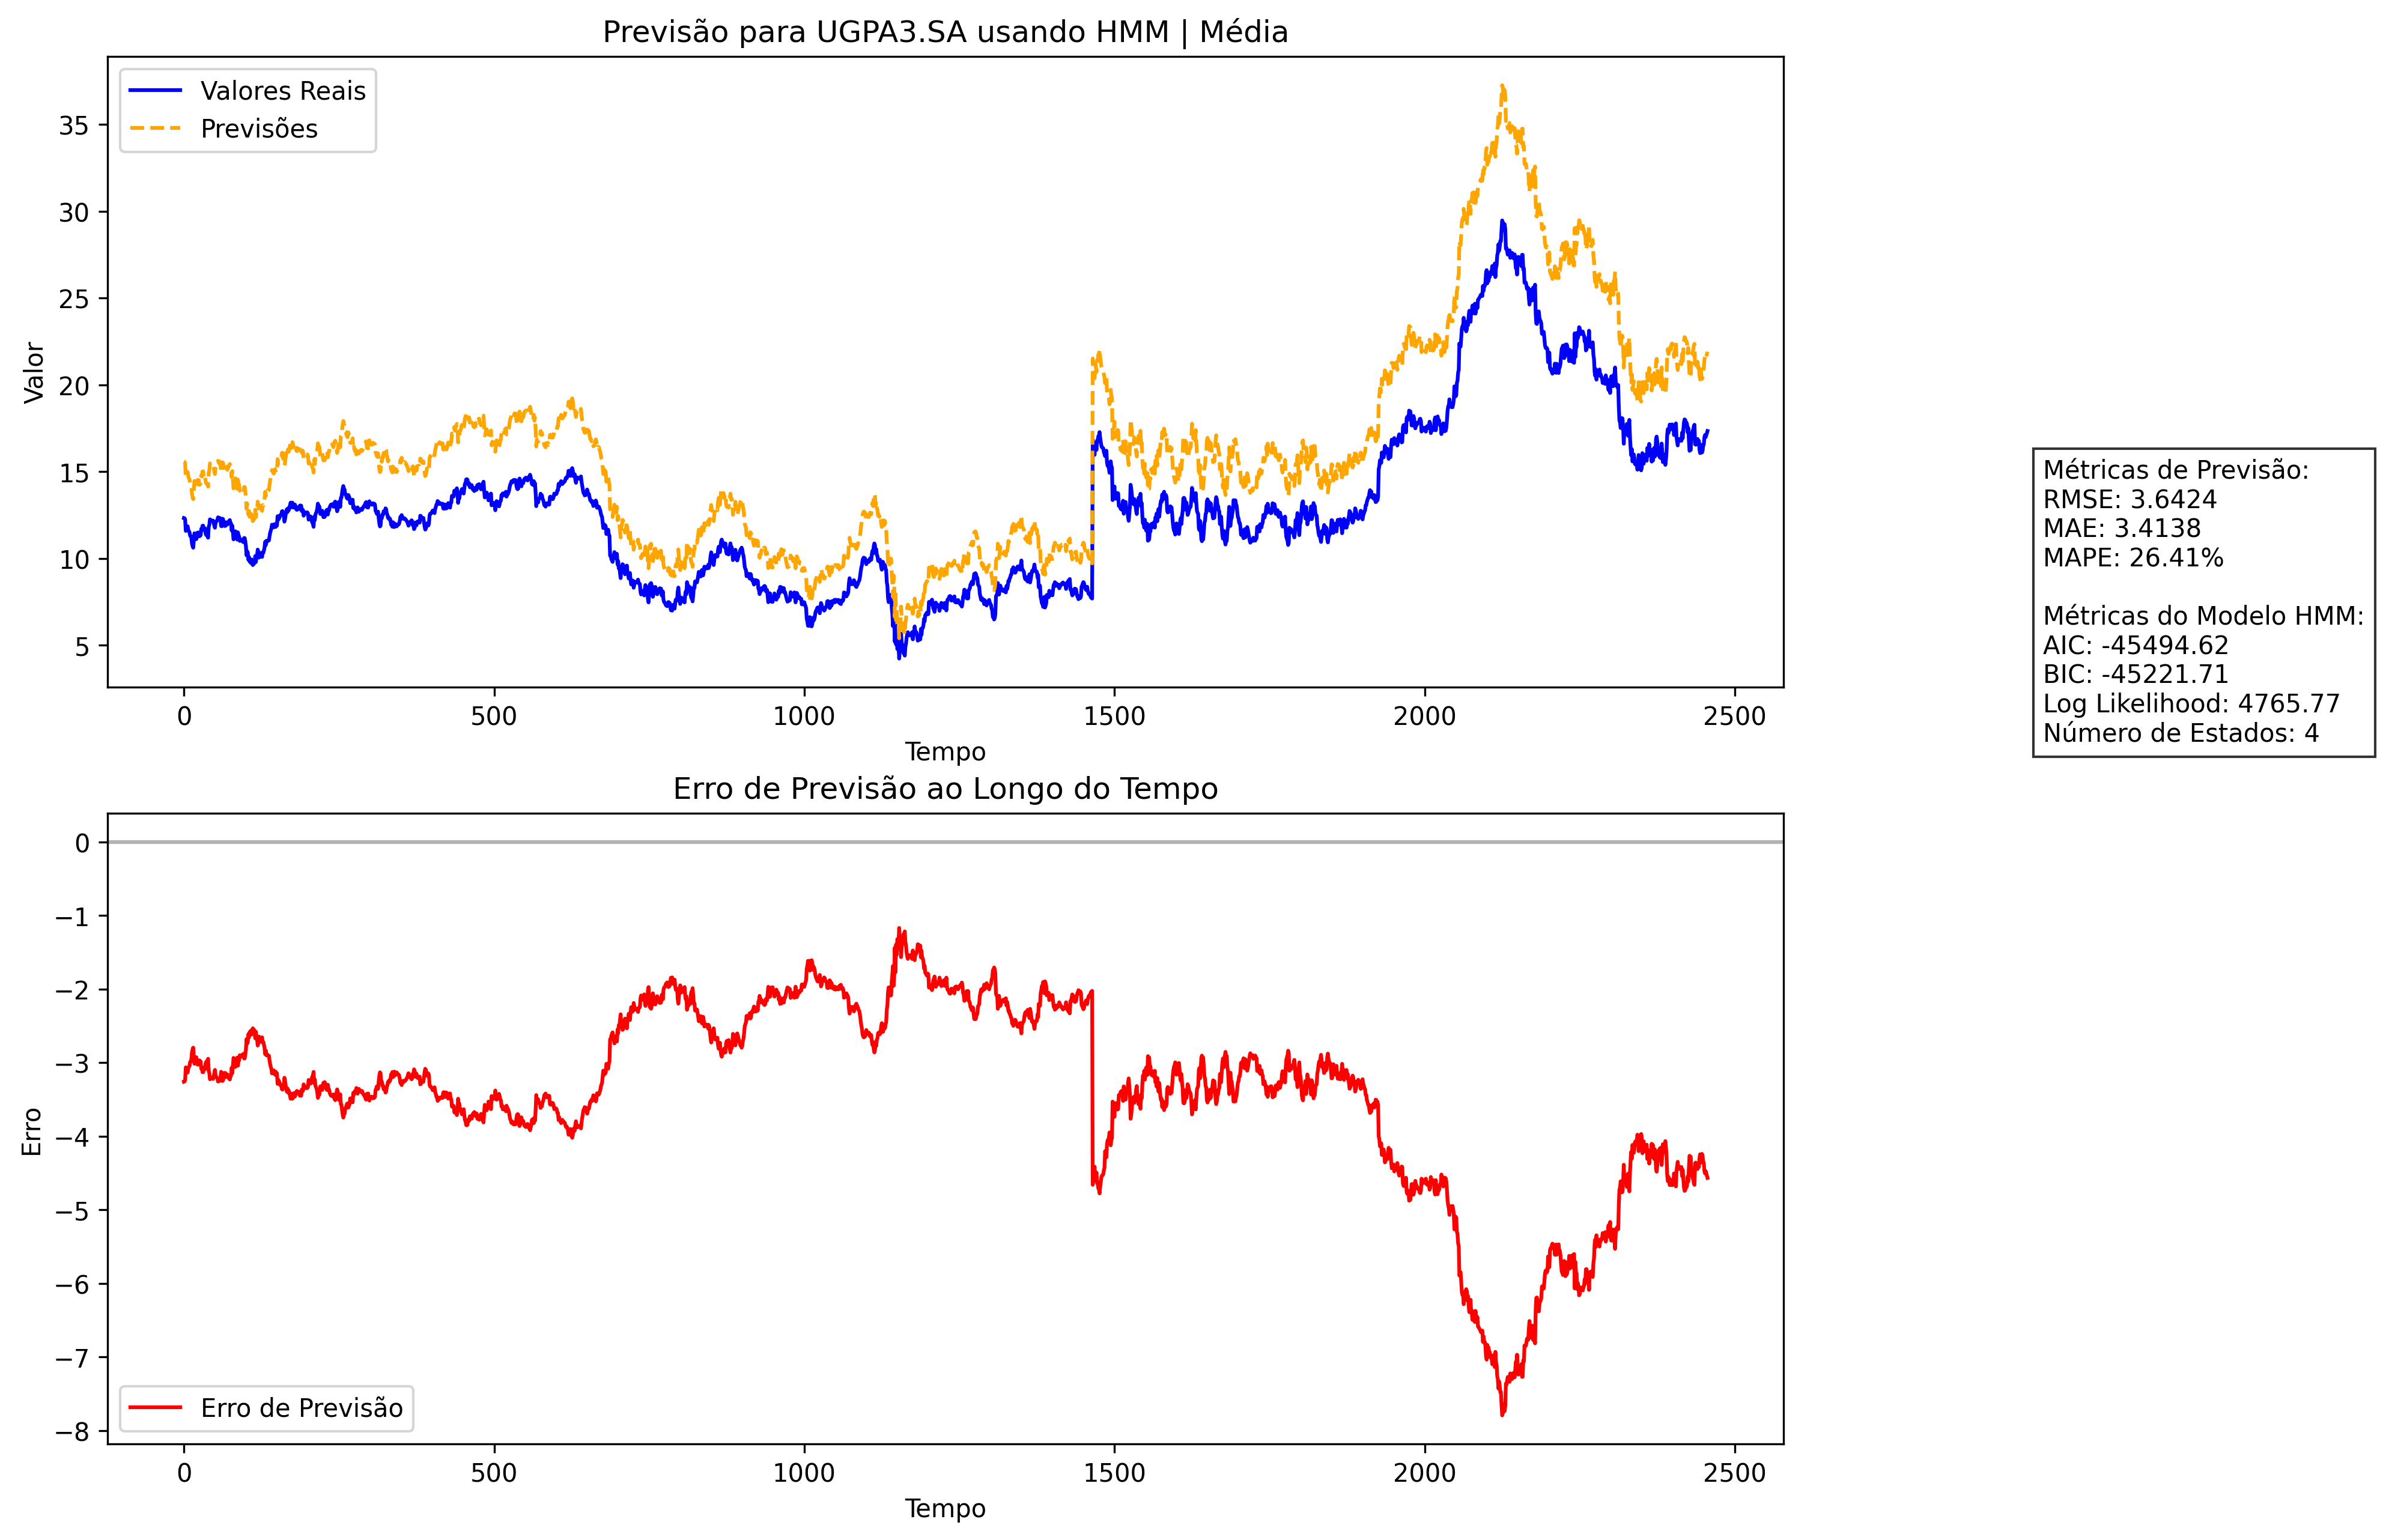 Previsão para UGPA3.SA usando HMM | Média
Valores Reais
Previsões
35
30
25
20
15
10
5
Valor
0 500 1000 1500 2000 2500
Tempo
Métricas de Previsão:
RMSE: 3.6424
MAE: 3.4138
MAPE: 26.41%
Métricas do Modelo HMM:
AIC: -45494.62
BIC: -45221.71
Log Likelihood: 4765.77
Número de Estados: 4
Erro de Previsão ao Longo do Tempo
0
−1
−2
−3
−4
−5
−6
−7
−8
Erro
Erro de Previsão
0 500 1000 1500 2000 2500
Tempo